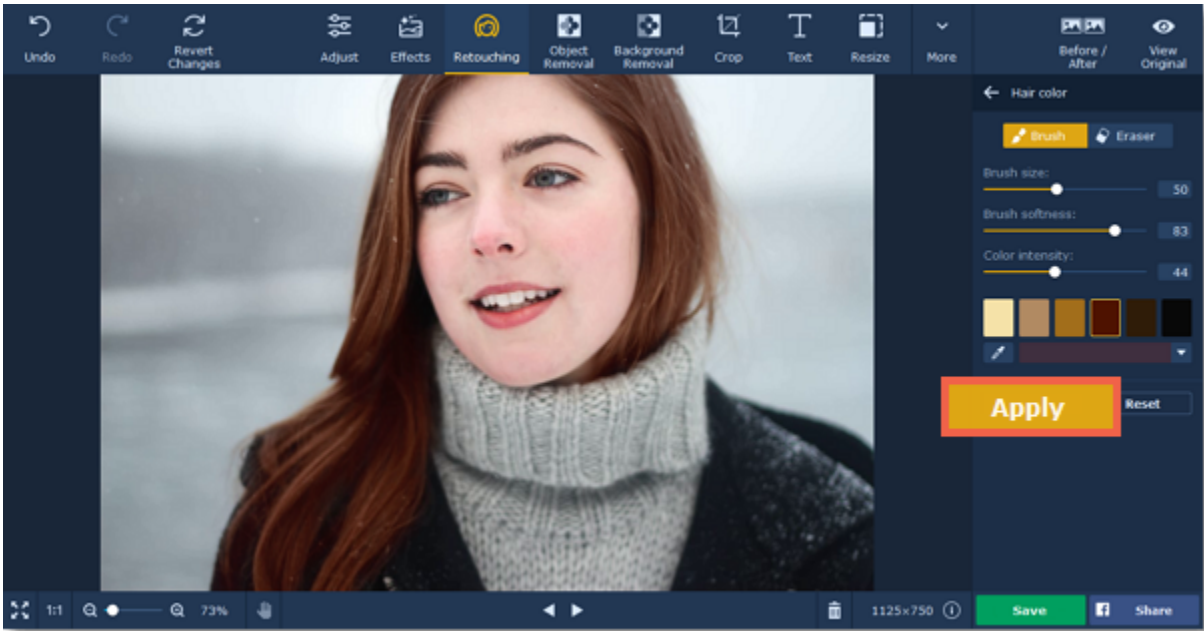 Undo
Redo
Revert
Changes
Adjust
Effects
Retouching
Object
Removal
Background
Removal
Crop
Text
Resize
More
Before /
After
View
Original
Hair color
Brush
Eraser
Brush size:
50
Brush softness:
83
Color intensity:
44
Apply
Reset
1:1
73%
1125×750
Save
Share